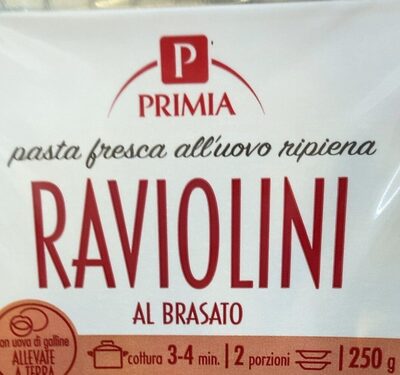 P
PRIMIA
pasta fresca all'uovo ripiena
RAVIOLINI
AL BRASATO
uova di galline
ALLEVATE
A TERRA
cottura 3-4 min. | 2 porzioni | 250 g